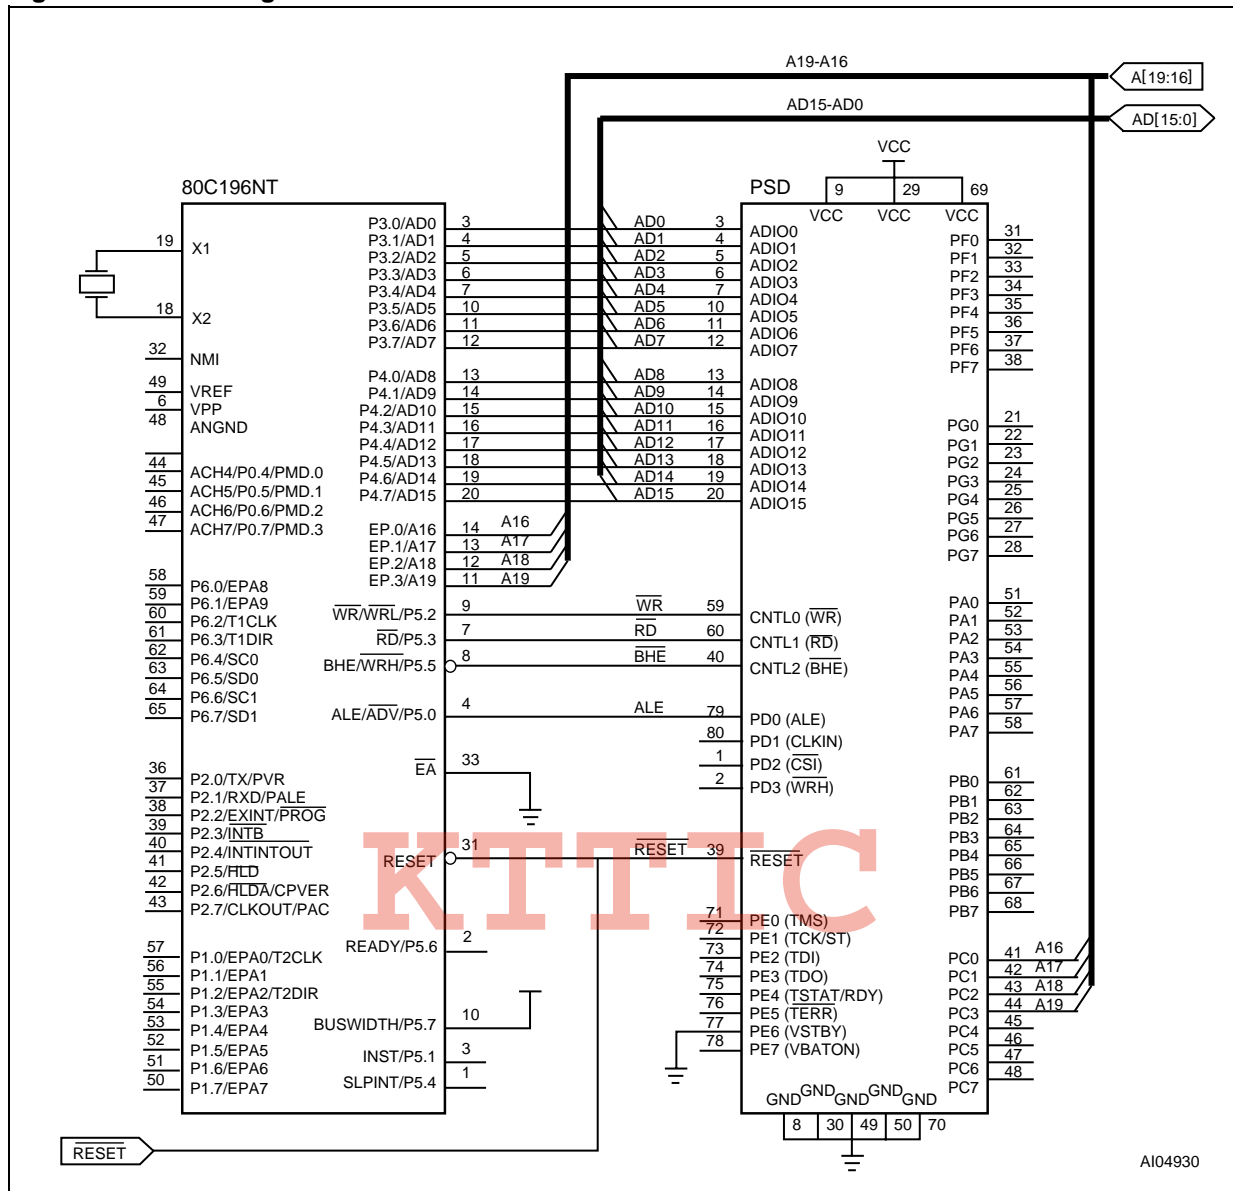 A19-A16
A[19:16]
AD15-AD0
AD[15:0]
VCC
80C196NT
PSD
9 29 69
VCC VCC VCC
19 X1
18 X2
32 NMI
49 VREF
6 VPP
48 ANGND
44 ACH4/P0.4/PMD.0
45 ACH5/P0.5/PMD.1
46 ACH6/P0.6/PMD.2
47 ACH7/P0.7/PMD.3
58 P6.0/EPA8
59 P6.1/EPA9
60 P6.2/T1CLK
61 P6.3/T1DIR
62 P6.4/SC0
63 P6.5/SD0
64 P6.6/SC1
65 P6.7/SD1
36 P2.0/TX/PVR
37 P2.1/RXD/PALE
38 P2.2/EXINT/PROG
39 P2.3/INTB
40 P2.4/INTINTOUT
41 P2.5/HLD
42 P2.6/HLDA/CPVER
43 P2.7/CLKOUT/PAC
57 P1.0/EPA0/T2CLK
56 P1.1/EPA1
55 P1.2/EPA2/T2DIR
54 P1.3/EPA3
53 P1.4/EPA4
52 P1.5/EPA5
51 P1.6/EPA6
50 P1.7/EPA7
P3.0/AD0 3 AD0 3 ADIO0
P3.1/AD1 4 AD1 4 ADIO1
P3.2/AD2 5 AD2 5 ADIO2
P3.3/AD3 6 AD3 6 ADIO3
P3.4/AD4 7 AD4 7 ADIO4
P3.5/AD5 10 AD5 10 ADIO5
P3.6/AD6 11 AD6 11 ADIO6
P3.7/AD7 12 AD7 12 ADIO7
P4.0/AD8 13 AD8 13 ADIO8
P4.1/AD9 14 AD9 14 ADIO9
P4.2/AD10 15 AD10 15 ADIO10
P4.3/AD11 16 AD11 16 ADIO11
P4.4/AD12 17 AD12 17 ADIO12
P4.5/AD13 18 AD13 18 ADIO13
P4.6/AD14 19 AD14 19 ADIO14
P4.7/AD15 20 AD15 20 ADIO15
EP.0/A16 14 A16
EP.1/A17 13 A17
EP.2/A18 12 A18
EP.3/A19 11 A19
WR/WRL/P5.2 9 WR 59 CNTL0 (WR)
RD/P5.3 7 RD 60 CNTL1 (RD)
BHE/WRH/P5.5 8 BHE 40 CNTL2 (BHE)
ALE/ADV/P5.0 4 ALE 79 PD0 (ALE)
80 PD1 (CLKIN)
1 PD2 (CSI)
2 PD3 (WRH)
EA 33
RESET 31 RESET 39 RESET
KTTIC
READY/P5.6 2
BUSWIDTH/P5.7 10
INST/P5.1 3
SLPINT/P5.4 1
71 PE0 (TMS)
72 PE1 (TCK/ST)
73 PE2 (TDI)
74 PE3 (TDO)
75 PE4 (TSTAT/RDY)
76 PE5 (TERR)
77 PE6 (VSTBY)
78 PE7 (VBATON)
PF0 31
PF1 32
PF2 33
PF3 34
PF4 35
PF5 36
PF6 37
PF7 38
PG0 21
PG1 22
PG2 23
PG3 24
PG4 25
PG5 26
PG6 27
PG7 28
PA0 51
PA1 52
PA2 53
PA3 54
PA4 55
PA5 56
PA6 57
PA7 58
PB0 61
PB1 62
PB2 63
PB3 64
PB4 65
PB5 66
PB6 67
PB7 68
PC0 41 A16
PC1 42 A17
PC2 43 A18
PC3 44 A19
PC4 45
PC5 46
PC6 47
PC7 48
GND GND GND GND GND
8 30 49 50 70
RESET
AI04930